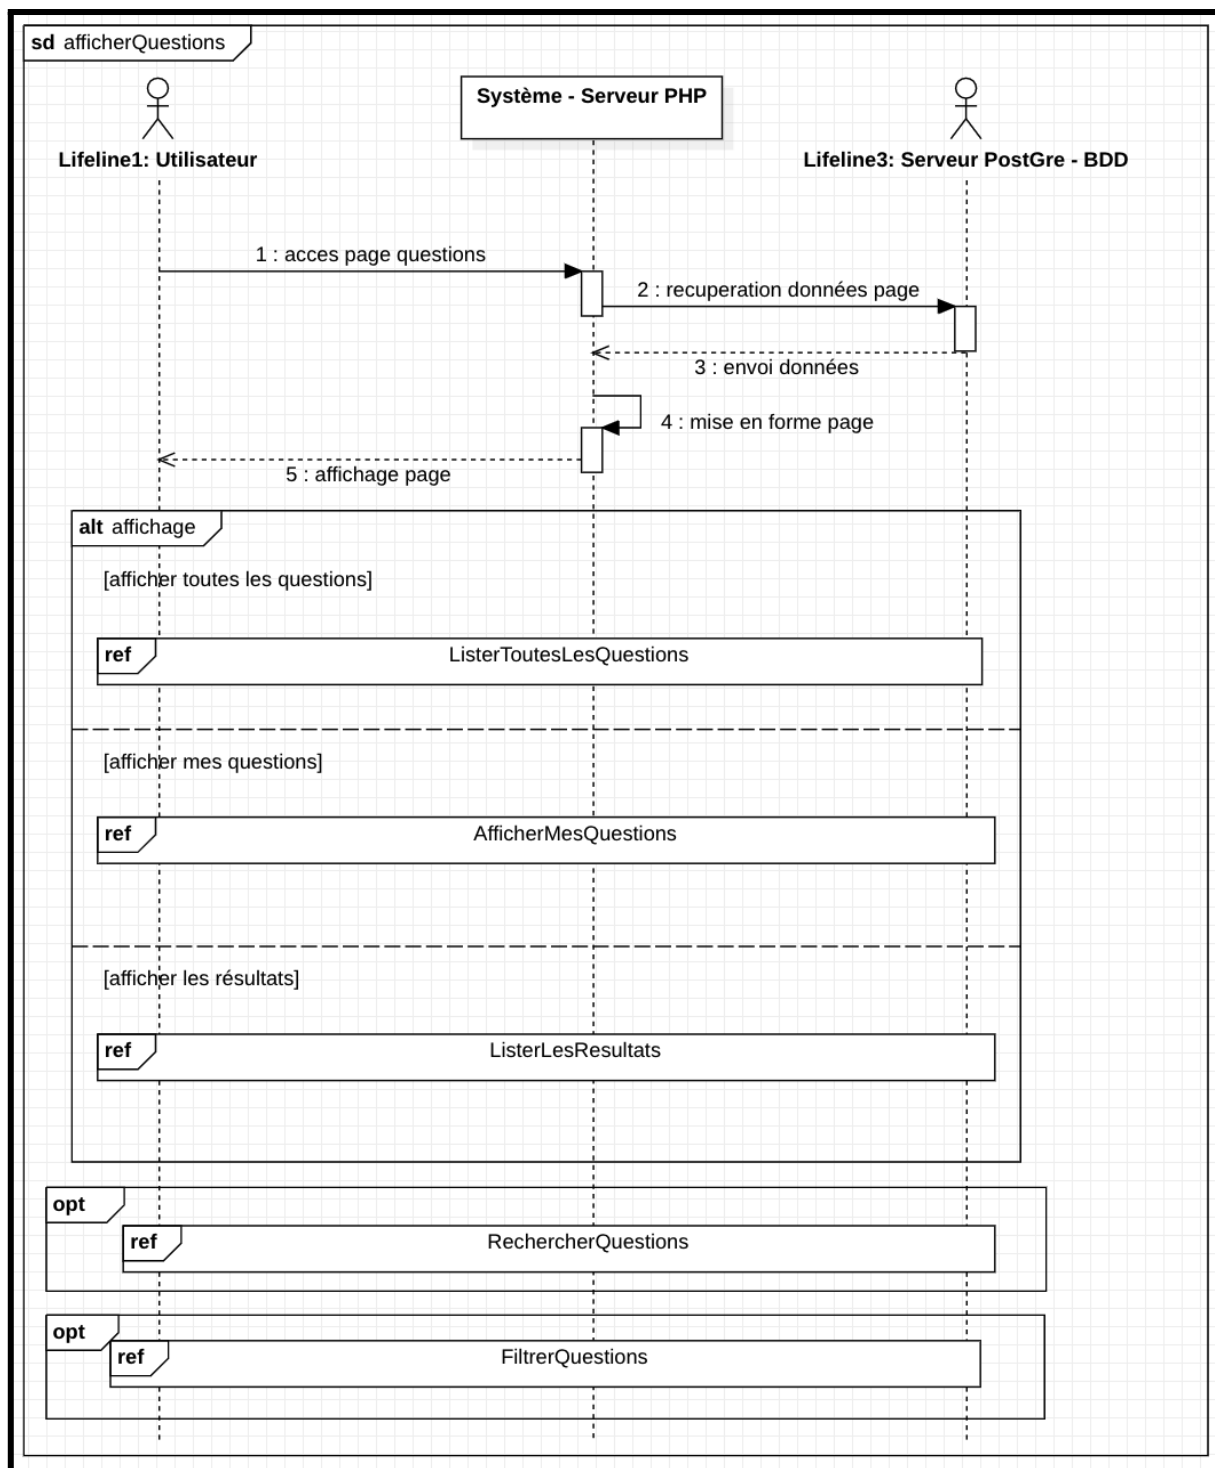 sd afficherQuestions
Système - Serveur PHP
Lifeline1: Utilisateur
Lifeline3: Serveur PostGre - BDD
1 : acces page questions
2 : recuperation données page
3 : envoi données
4 : mise en forme page
5 : affichage page
alt affichage
[afficher toutes les questions]
ref
ListerToutesLesQuestions
[afficher mes questions]
ref
AfficherMesQuestions
[afficher les résultats]
ref
ListerLesResultats
opt
ref
RechercherQuestions
opt
ref
FiltrerQuestions